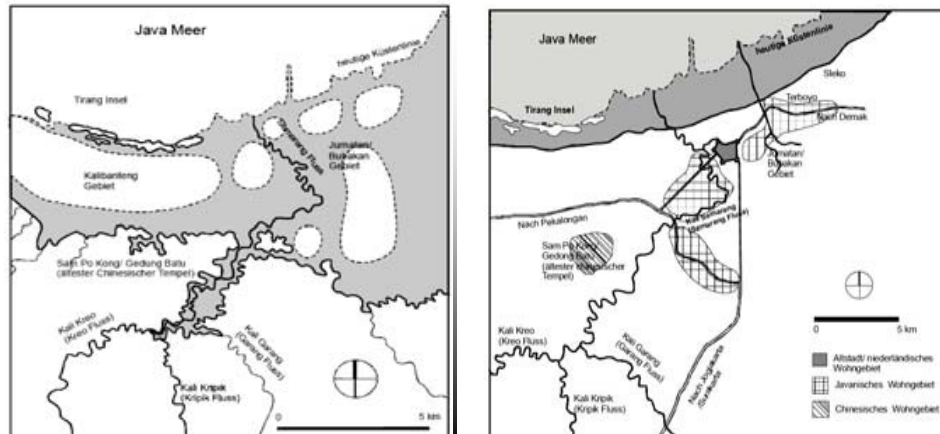 Java Meer
heutige Küstenlinie
Tirang Insel
Semarang Fluss
Jurnatan/
Bubakan
Gebiet
Kalibanteng
Gebiet
Sam Po Kong/ Gedung Batu
(ältester Chinesischer Tempel)
Kali Kreo
(Kreo Fluss)
Kali Garang
(Garang Fluss)
Kali Kripik
(Kripik Fluss)
0
5 km
Java Meer
heutige Küstenlinie
Sleko
Tirang Insel
Terboyo
Nach Demak
Jurnatan/
Bubakan
Gebiet
Nach Pekalongan
Kali Semarang
(Semarang Fluss)
Sam Po Kong/
Gedung Batu
(ältester chinesischer
Tempel)
Kali Kreo
(Kreo Fluss)
Kali Garang
(Garang Fluss)
Kali Kripik
(Kripik Fluss)
Nach Jogjakarta
/Surakarta
0
5 km
Altstadt/ niederländisches
Wohngebiet
Javanisches Wohngebiet
Chinesisches Wohngebiet